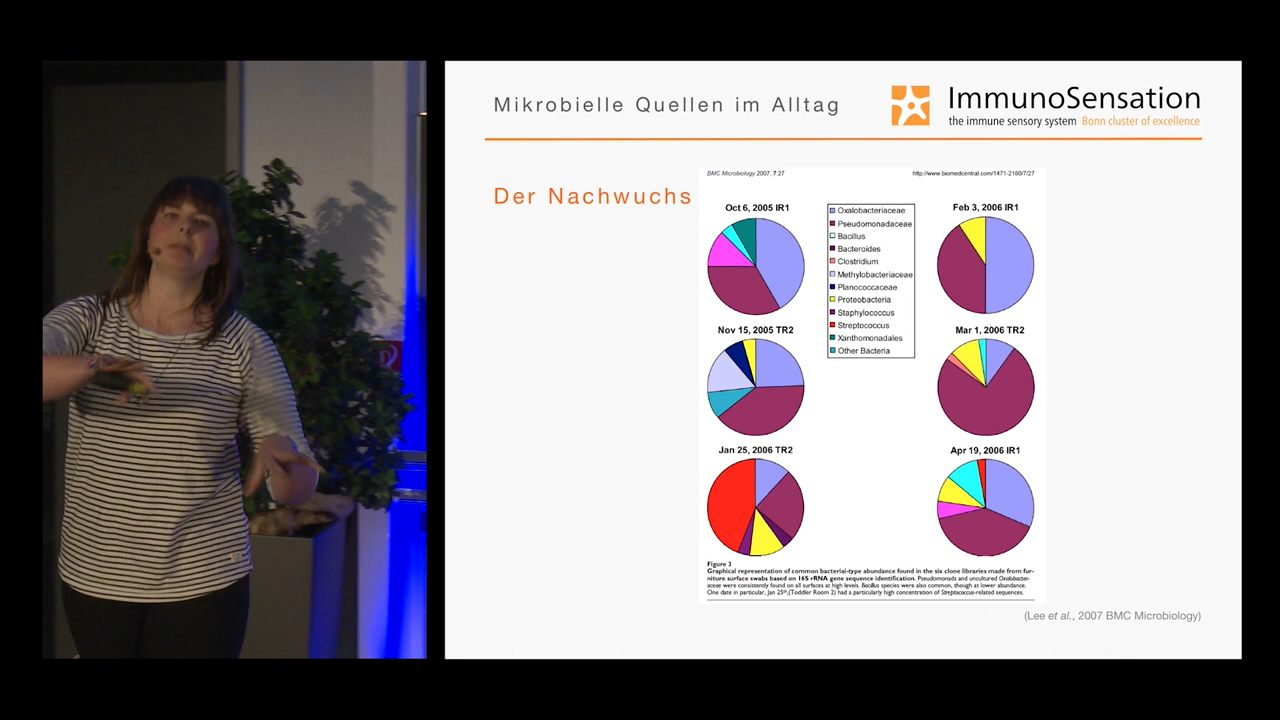 Mikrobielle Quellen im Alltag
ImmunoSensation
the immune sensory system Bonn cluster of excellence
Der Nachwuchs
BMC Microbiology 2007, 7:27
http://www.biomedcentral.com/1471-2180/7/27
Oct 6, 2005 IR1
Oxalobacteriaceae
Pseudomonadaceae
Bacillus
Bacteroides
Clostridium
Methylobacteriaceae
Planococcaceae
Proteobacteria
Staphylococcus
Streptococcus
Xanthomonadales
Other Bacteria
Feb 3, 2006 IR1
Nov 15, 2005 TR2
Mar 1, 2006 TR2
Jan 25, 2006 TR2
Apr 19, 2006 IR1
Figure 3
Graphical representation of common bacterial-type abundance found in the six clone libraries made from fur-
niture surface swabs based on 16S rRNA gene sequence identification. Pseudomonads and uncultured Oxalobacter-
aceae were consistently found on all surfaces at high levels. Bacillus species were also common, though at lower abundance.
One date in particular, Jan 25th,(Toddler Room 2) had a particularly high concentration of Streptococcus-related sequences.
(Lee et al., 2007 BMC Microbiology)